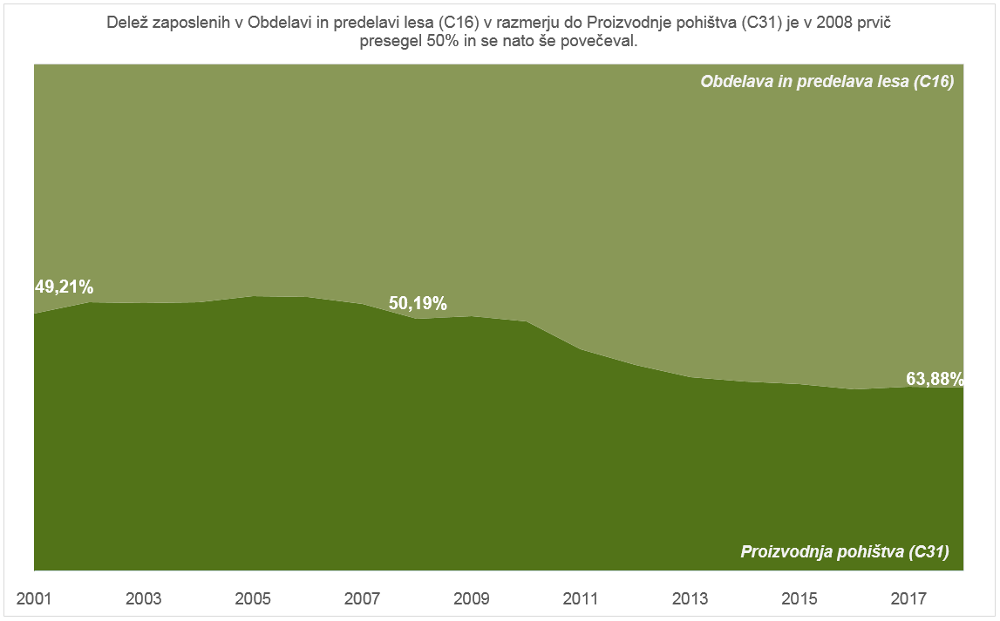 Delež zaposlenih v Obdelavi in predelavi lesa (C16) v razmerju do Proizvodnje pohištva (C31) je v 2008 prvič
presegel 50% in se nato še povečeval.
Obdelava in predelava lesa (C16)
49,21%
50,19%
63,88%
Proizvodnja pohištva (C31)
2001 2003 2005 2007 2009 2011 2013 2015 2017